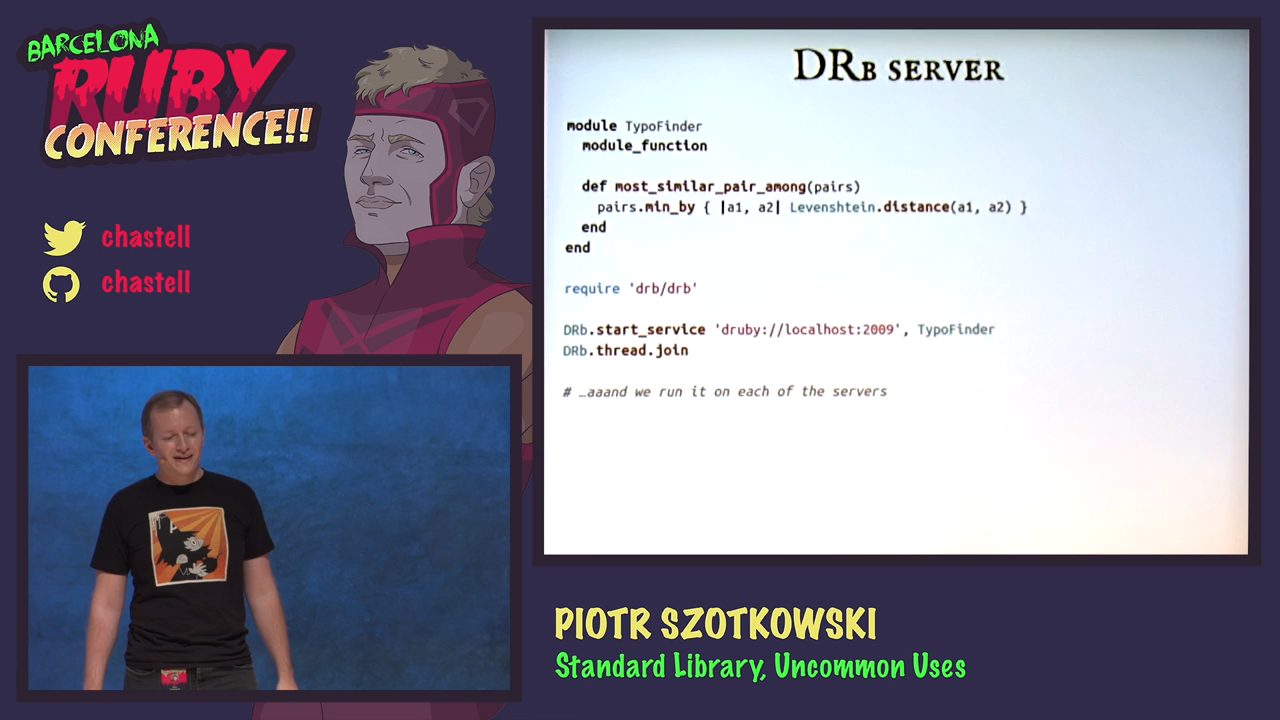 BARCELONA
RUBY
CONFERENCE!!
chastell
chastell
DRB SERVER
module TypoFinder
  module_function

  def most_similar_pair_among(pairs)
    pairs.min_by { |a1, a2| Levenshtein.distance(a1, a2) }
  end
end

require 'drb/drb'

DRb.start_service 'druby://localhost:2009', TypoFinder
DRb.thread.join

# …aaand we run it on each of the servers
PIOTR SZOTKOWSKI
Standard Library, Uncommon Uses